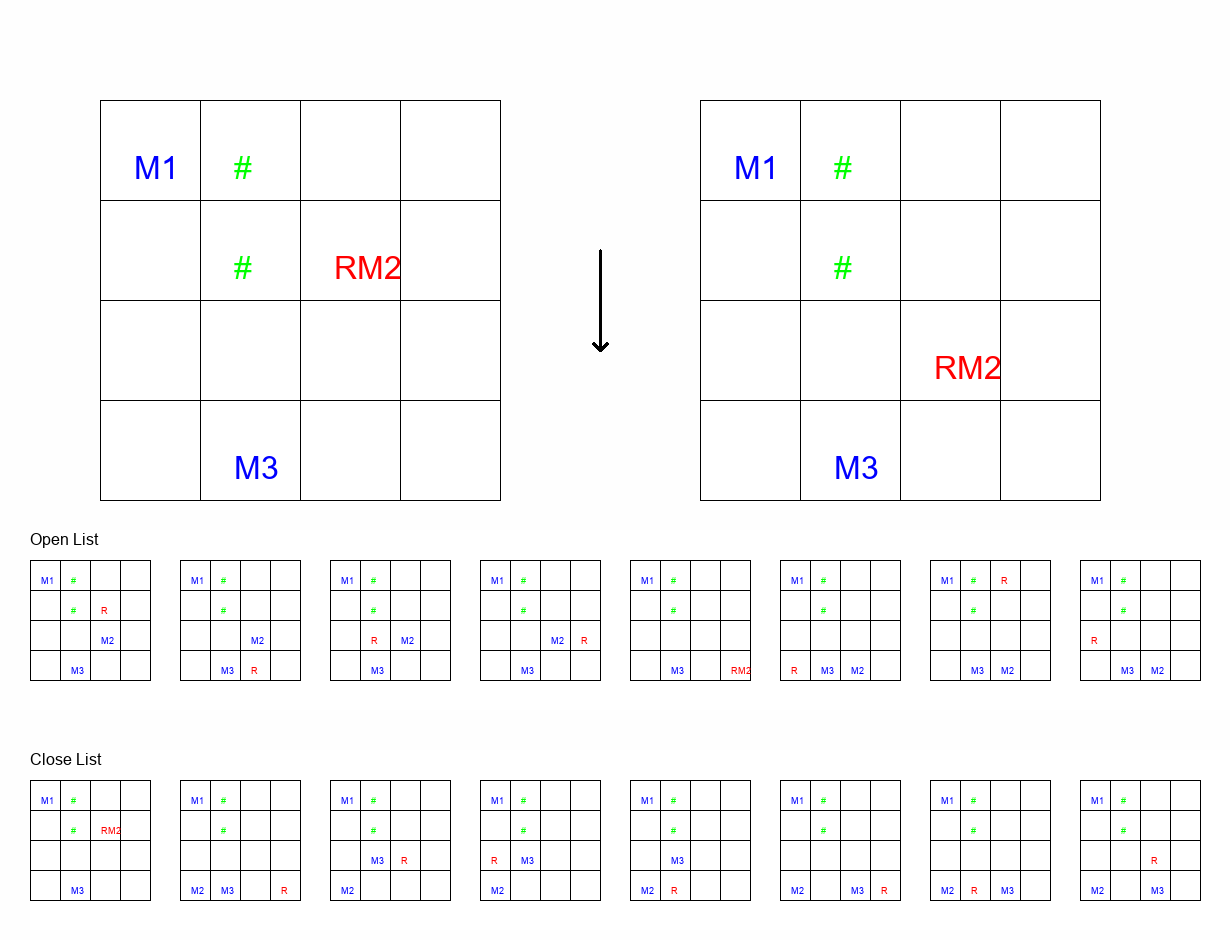 M1 # M1 #
# RM2 #
RM2
M3 M3
Open List
M1 # M1 # M1 # M1 # M1 # M1 # M1 # R M1 #
# R # # # # # # #
M2 M2 R M2 M2 R R
M3 M3 R M3 M3 M3 RM2 R M3 M2 M3 M2 M3 M2
Close List
M1 # M1 # M1 # M1 # M1 # M1 # M1 # M1 #
# RM2 # # # # # # #
M3 R R M3 M3 R
M3 M2 M3 R M2 M2 M2 R M2 M3 R M2 R M3 M2 M3